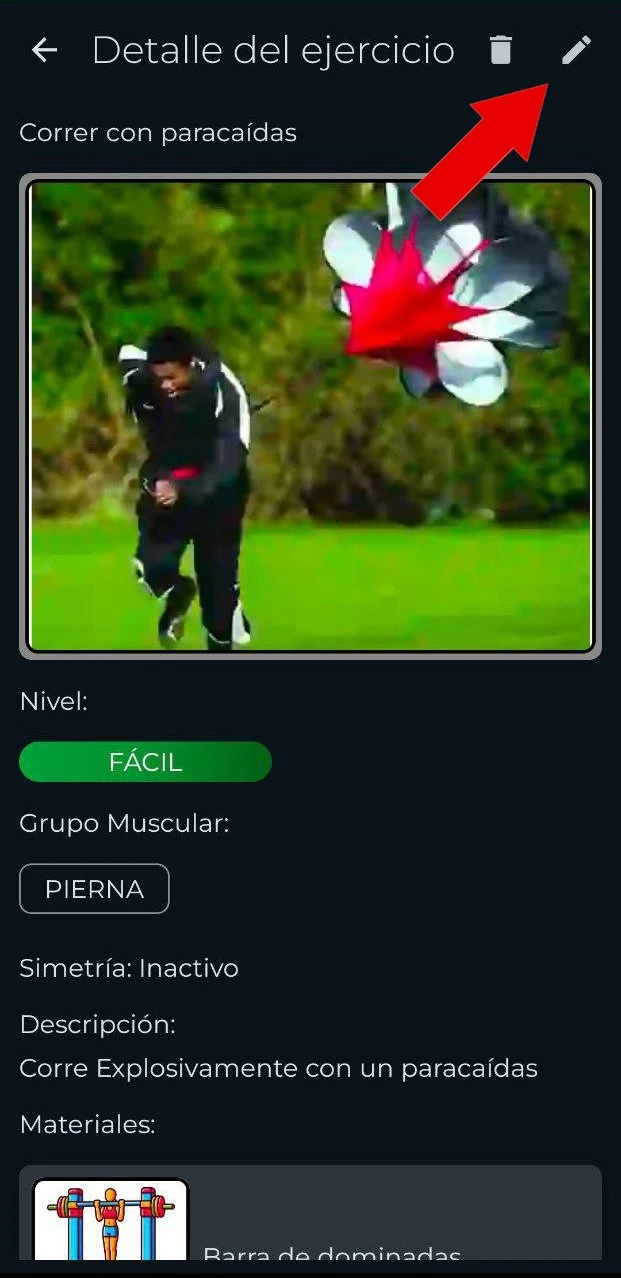 Detalle del ejercicio
Correr con paracaídas
Nivel:
FÁCIL
Grupo Muscular:
PIERNA
Simetría: Inactivo
Descripción:
Corre Explosivamente con un paracaídas
Materiales:
Barra de dominadas